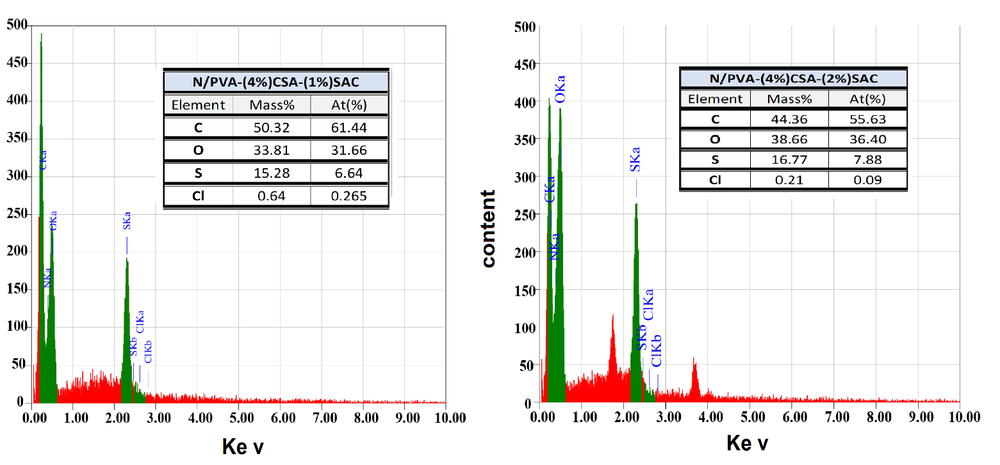 500
450
400
350
300
250
200
150
100
50
0
CKa
NKa
OKa
SKa
SKb
ClKa
ClKb
N/PVA-(4%)CSA-(1%)SAC
Element Mass% At(%)
C 50.32 61.44
O 33.81 31.66
S 15.28 6.64
Cl 0.64 0.265
0.00 1.00 2.00 3.00 4.00 5.00 6.00 7.00 8.00 9.00 10.00
Ke v
content
500
450
400
350
300
250
200
150
100
50
0
CKa
NKa
OKa
SKa
SKb
ClKa
ClKb
N/PVA-(4%)CSA-(2%)SAC
Element Mass% At(%)
C 44.36 55.63
O 38.66 36.40
S 16.77 7.88
Cl 0.21 0.09
0.00 1.00 2.00 3.00 4.00 5.00 6.00 7.00 8.00 9.00 10.00
Ke v